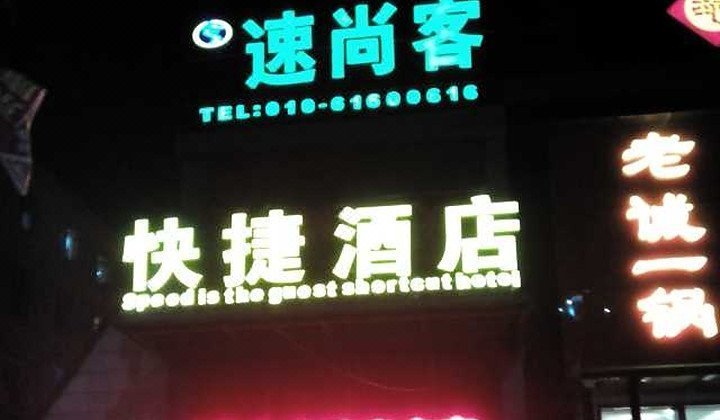 速尚客
TEL:010-61600616
快捷酒店
Speed is the guest shortcut hotel
老诚一锅